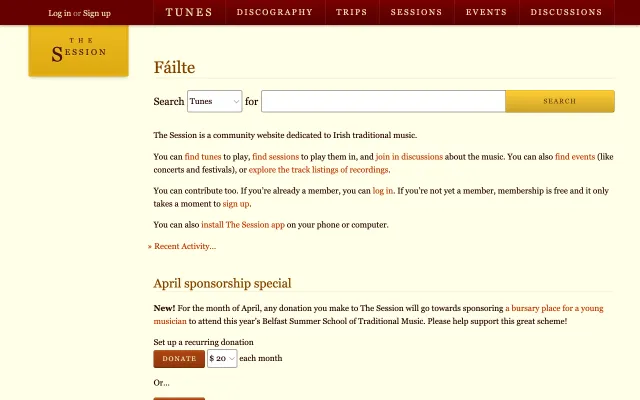 Log in or Sign up
TUNES DISCOGRAPHY TRIPS SESSIONS EVENTS DISCUSSIONS
THE
SESSION
Fáilte
Search Tunes for SEARCH
The Session is a community website dedicated to Irish traditional music.
You can find tunes to play, find sessions to play them in, and join in discussions about the music. You can also find events (like
concerts and festivals), or explore the track listings of recordings.
You can contribute too. If you're already a member, you can log in. If you're not yet a member, membership is free and it only
takes a moment to sign up.
You can also install The Session app on your phone or computer.
» Recent Activity...
April sponsorship special
New! For the month of April, any donation you make to The Session will go towards sponsoring a bursary place for a young
musician to attend this year's Belfast Summer School of Traditional Music. Please help support this great scheme!
Set up a recurring donation
DONATE $ 20 each month
Or...